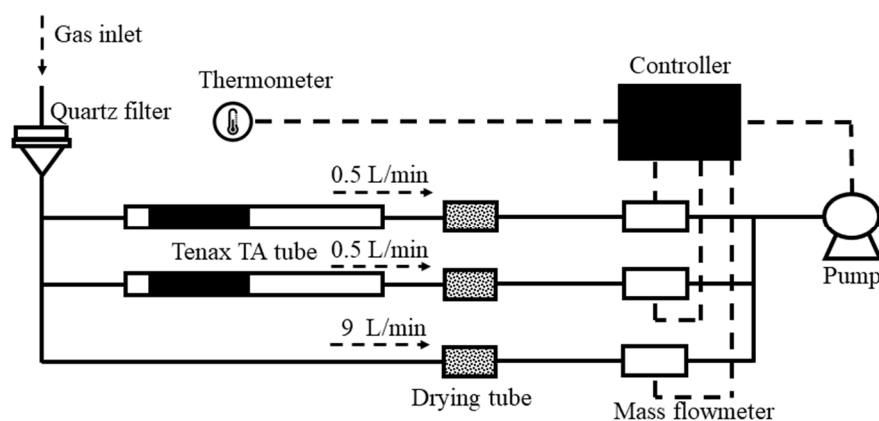 Gas inlet
Controller
Thermometer
Quartz filter
0.5 L/min
Tenax TA tube
0.5 L/min
Pump
9 L/min
Drying tube
Mass flowmeter